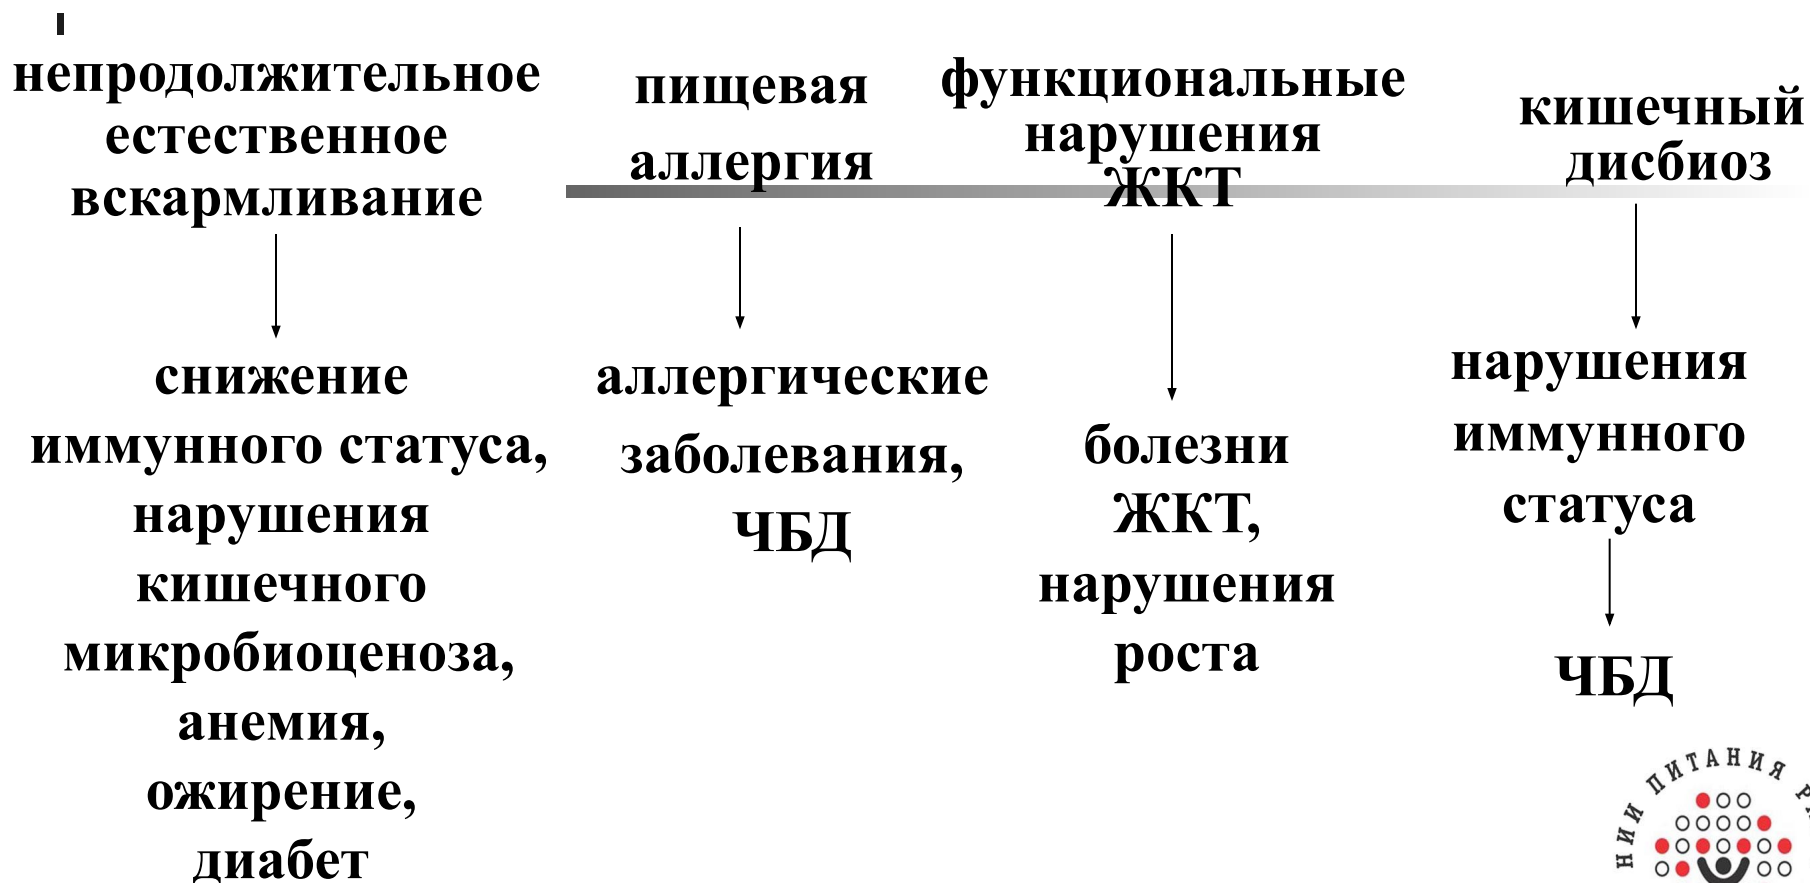 непродолжительное
естественное
вскармливание
снижение
иммунного статуса,
нарушения
кишечного
микробиоценоза,
анемия,
ожирение,
диабет
пищевая
аллергия
аллергические
заболевания,
ЧБД
функциональные
нарушения
ЖКТ
болезни
ЖКТ,
нарушения
роста
кишечный
дисбиоз
нарушения
иммунного
статуса
ЧБД
НИИ ПИТАНИЯ